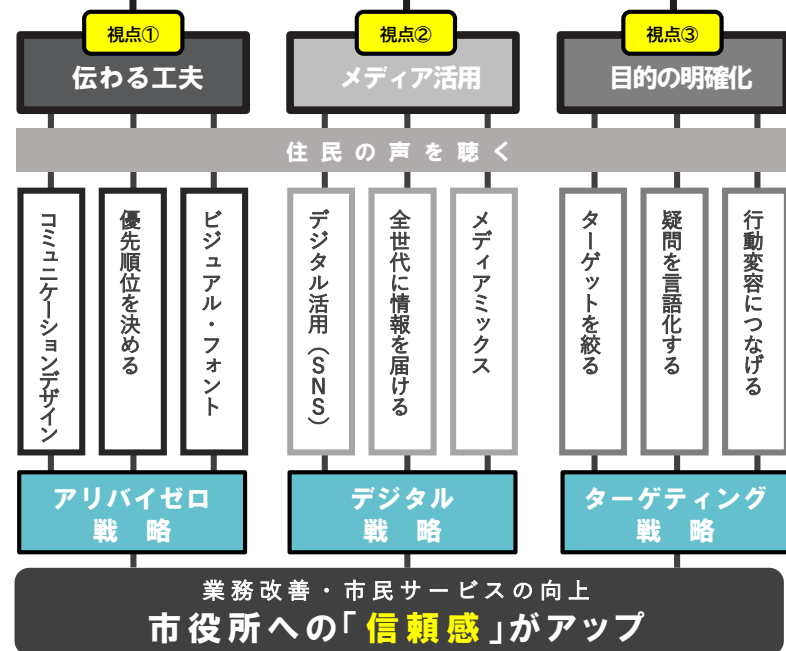 視点①
伝わる工夫
視点②
メディア活用
視点③
目的の明確化
住民の声を聴く
コミュニケーションデザイン
優先順位を決める
ビジュアル・フォント
デジタル活用（SNS）
全世代に情報を届ける
メディアミックス
ターゲットを絞る
疑問を言語化する
行動変容につなげる
アリバイゼロ
戦 略
デジタル
戦 略
ターゲティング
戦 略
業務改善・市民サービスの向上
市役所への「信頼感」がアップ